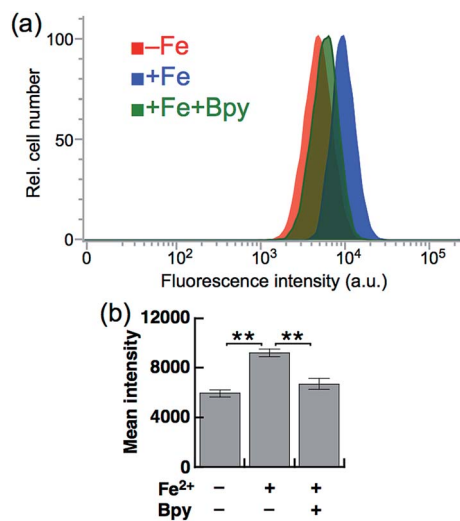 (a)
100
50
0
Rel. cell number
–Fe
+Fe
+Fe+Bpy
0 10² 10³ 10⁴ 10⁵
Fluorescence intensity (a.u.)
(b)
12000
8000
4000
0
Mean intensity
** **
Fe²⁺ – + +
Bpy – – +